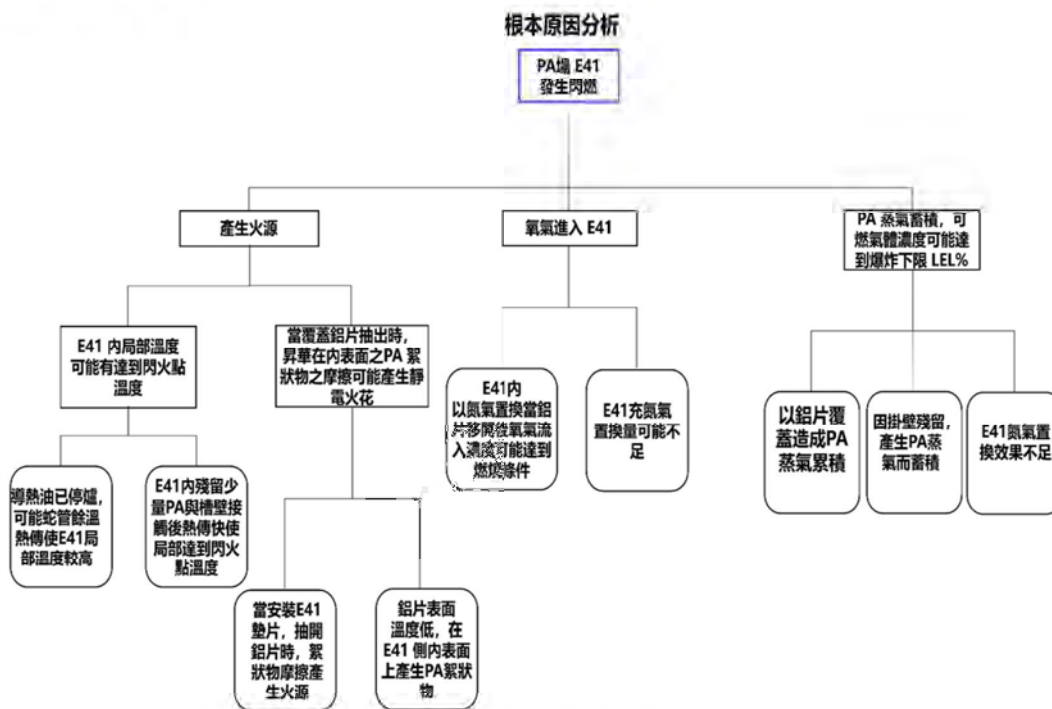 根本原因分析
PA場 E41
發生閃燃
產生火源
氧氣進入 E41
PA 蒸氣蓄積，可
燃氣體濃度可能達
到爆炸下限 LEL%
E41 內局部溫度
可能有達到閃火點
溫度
當覆蓋鋁片抽出時，
昇華在內表面之PA 絮
狀物之摩擦可能產生靜
電火花
E41內
以氮氣置換當鋁
片移開後氧氣流
入濃度可能達到
燃燒條件
E41充氮氣
置換量可能不
足
以鋁片覆
蓋造成PA
蒸氣累積
因掛壁殘留，
產生PA蒸
氣而蓄積
E41氮氣置
換效果不足
導熱油已停爐，
可能蛇管餘溫
熱傳使E41局
部溫度較高
E41內殘留少
量PA與槽壁接
觸後熱傳快使
局部達到閃火
點溫度
當安裝E41
墊片，抽開
鋁片時，絮
狀物摩擦產
生火源
鋁片表面
溫度低，在
E41 側內表面
上產生PA絮狀
物